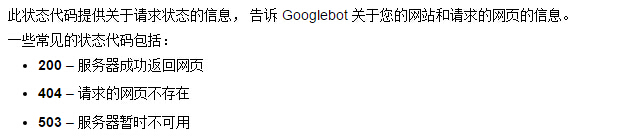 此状态代码提供关于请求状态的信息， 告诉 Googlebot 关于您的网站和请求的网页的信息。
一些常见的状态代码包括：
• 200 – 服务器成功返回网页
• 404 – 请求的网页不存在
• 503 – 服务器暂时不可用